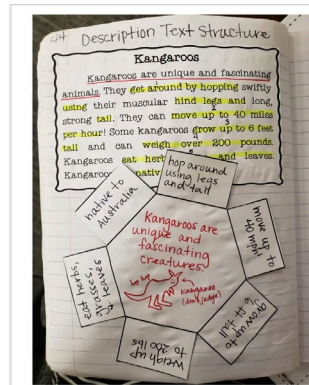 44 Description Text Structure
Kangaroos
Kangaroos are unique and fascinating
animals. They get around by hopping swiftly
using their muscular hind legs and long,
strong tail. They can move up to 40 miles
per hour! Some kangaroos grow up to 6 feet
tall and can weigh over 200 pounds.
Kangaroos eat and leaves.
Kangaroos
hop around
using legs
and tail
native to
Australia
move up to
40 mph
eat herbs,
grasses,
& leaves
grow up to
6 ft tall
weigh up
to 200 lbs
Kangaroos are
unique and
fascinating
creatures.
Kangaroo
(don't judge)